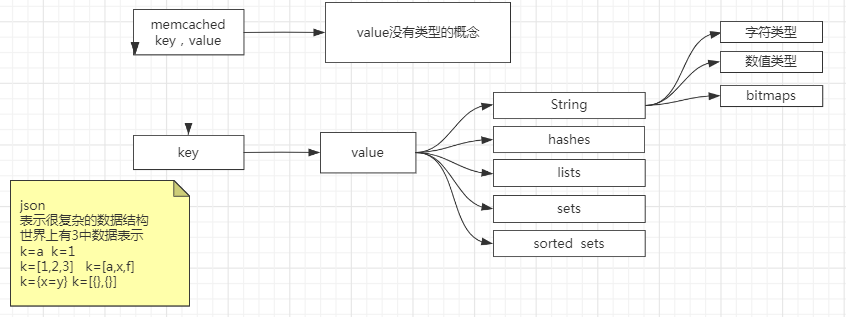 memcached
key，value
value没有类型的概念
字符类型
数值类型
bitmaps
String
hashes
lists
sets
sorted sets
key
value
json
表示很复杂的数据结构
世界上有3中数据表示
k=a k=1
k=[1,2,3] k=[a,x,f]
k={x=y} k=[{},{}]